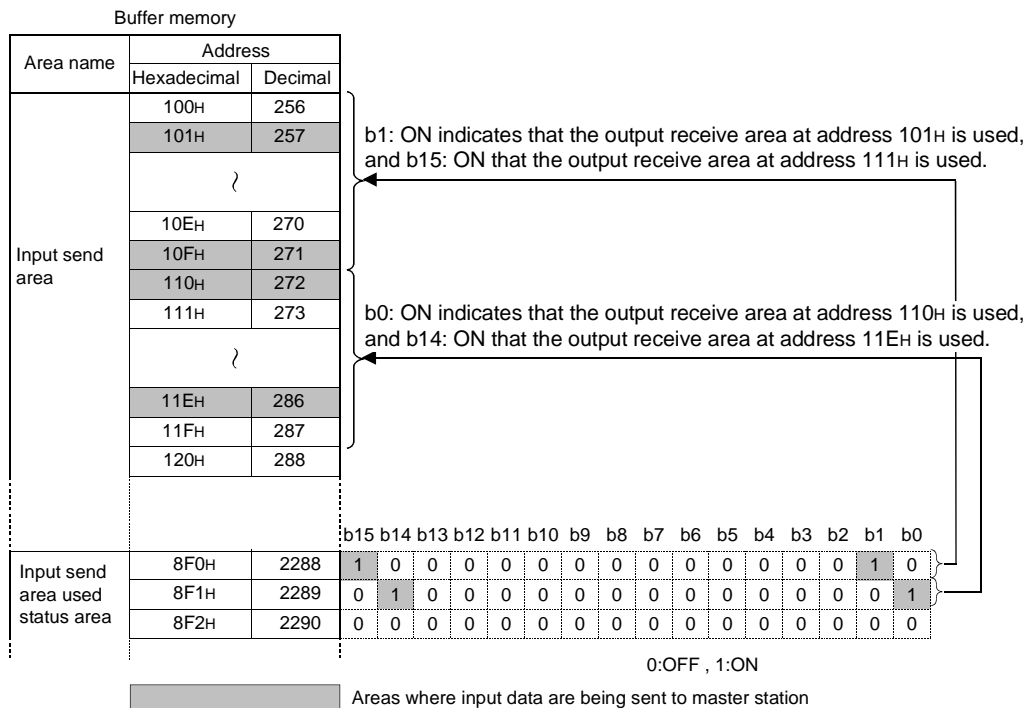 Buffer memory
Area name
Address
Hexadecimal Decimal
Input send
area
100H 256
101H 257
10EH 270
10FH 271
110H 272
111H 273
11EH 286
11FH 287
120H 288
b1: ON indicates that the output receive area at address 101H is used,
and b15: ON that the output receive area at address 111H is used.
b0: ON indicates that the output receive area at address 110H is used,
and b14: ON that the output receive area at address 11EH is used.
b15 b14 b13 b12 b11 b10 b9 b8 b7 b6 b5 b4 b3 b2 b1 b0
Input send
area used
status area
8F0H 2288 1 0 0 0 0 0 0 0 0 0 0 0 0 0 1 0
8F1H 2289 0 1 0 0 0 0 0 0 0 0 0 0 0 0 0 1
8F2H 2290 0 0 0 0 0 0 0 0 0 0 0 0 0 0 0 0
0:OFF , 1:ON
Areas where input data are being sent to master station